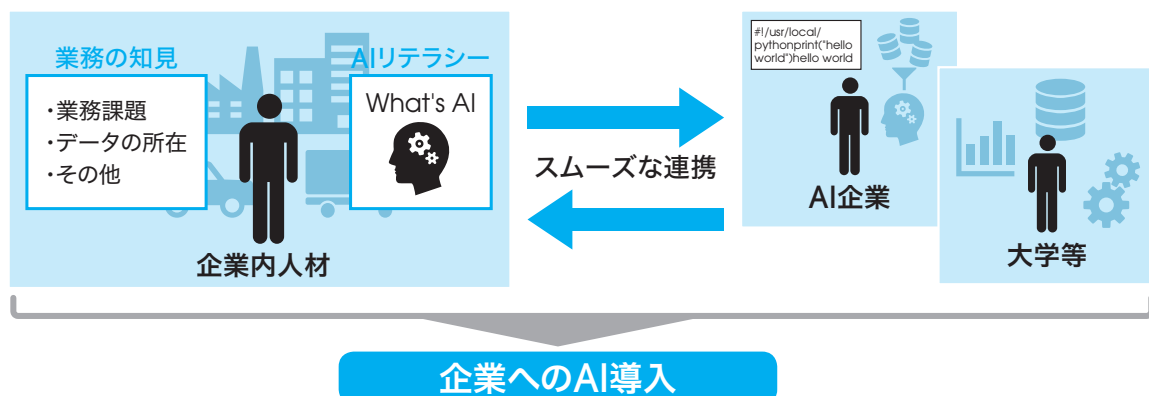 業務の知見
・業務課題
・データの所在
・その他
AIリテラシー
What's AI
企業内人材
スムーズな連携
#!/usr/local/
pythonprint("hello
world")hello world
AI企業
大学等
企業へのAI導入